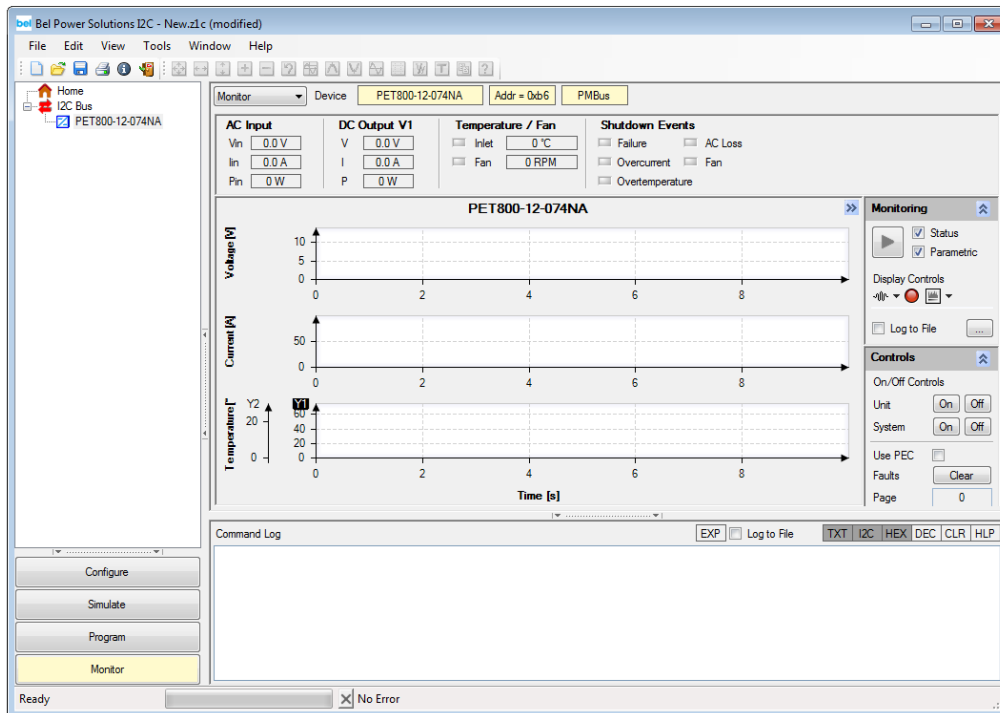 bel Bel Power Solutions I2C - New.z1c (modified)
File Edit View Tools Window Help
Home
I2C Bus
PET800-12-074NA
Monitor Device PET800-12-074NA Addr = 0xb6 PMBus
AC Input DC Output V1 Temperature / Fan Shutdown Events
Vin 0.0 V V 0.0 V Inlet 0 °C Failure AC Loss
Iin 0.0 A I 0.0 A Fan 0 RPM Overcurrent Fan
Pin 0 W P 0 W Overtemperature
PET800-12-074NA
Voltage [V]
10
5
0
0 2 4 6 8
Current [A]
50
0
0 2 4 6 8
Temperature [°
Y2 Y1
20 60
40
20
0 0
0 2 4 6 8
Time [s]
Monitoring
Status
Parametric
Display Controls
Log to File ...
Controls
On/Off Controls
Unit On Off
System On Off
Use PEC
Faults Clear
Page 0
Command Log EXP Log to File TXT I2C HEX DEC CLR HLP
Configure
Simulate
Program
Monitor
Ready No Error